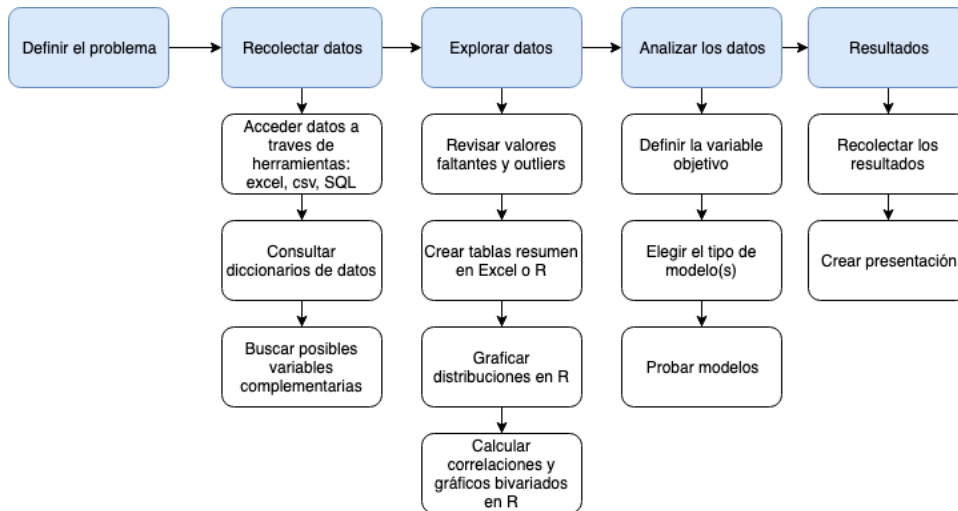 Definir el problema
Recolectar datos
Explorar datos
Analizar los datos
Resultados
Acceder datos a
traves de
herramientas:
excel, csv, SQL
Revisar valores
faltantes y outliers
Definir la variable
objetivo
Recolectar los
resultados
Consultar
diccionarios de datos
Crear tablas resumen
en Excel o R
Elegir el tipo de
modelo(s)
Crear presentación
Buscar posibles
variables
complementarias
Graficar
distribuciones en R
Probar modelos
Calcular
correlaciones y
gráficos bivariados
en R